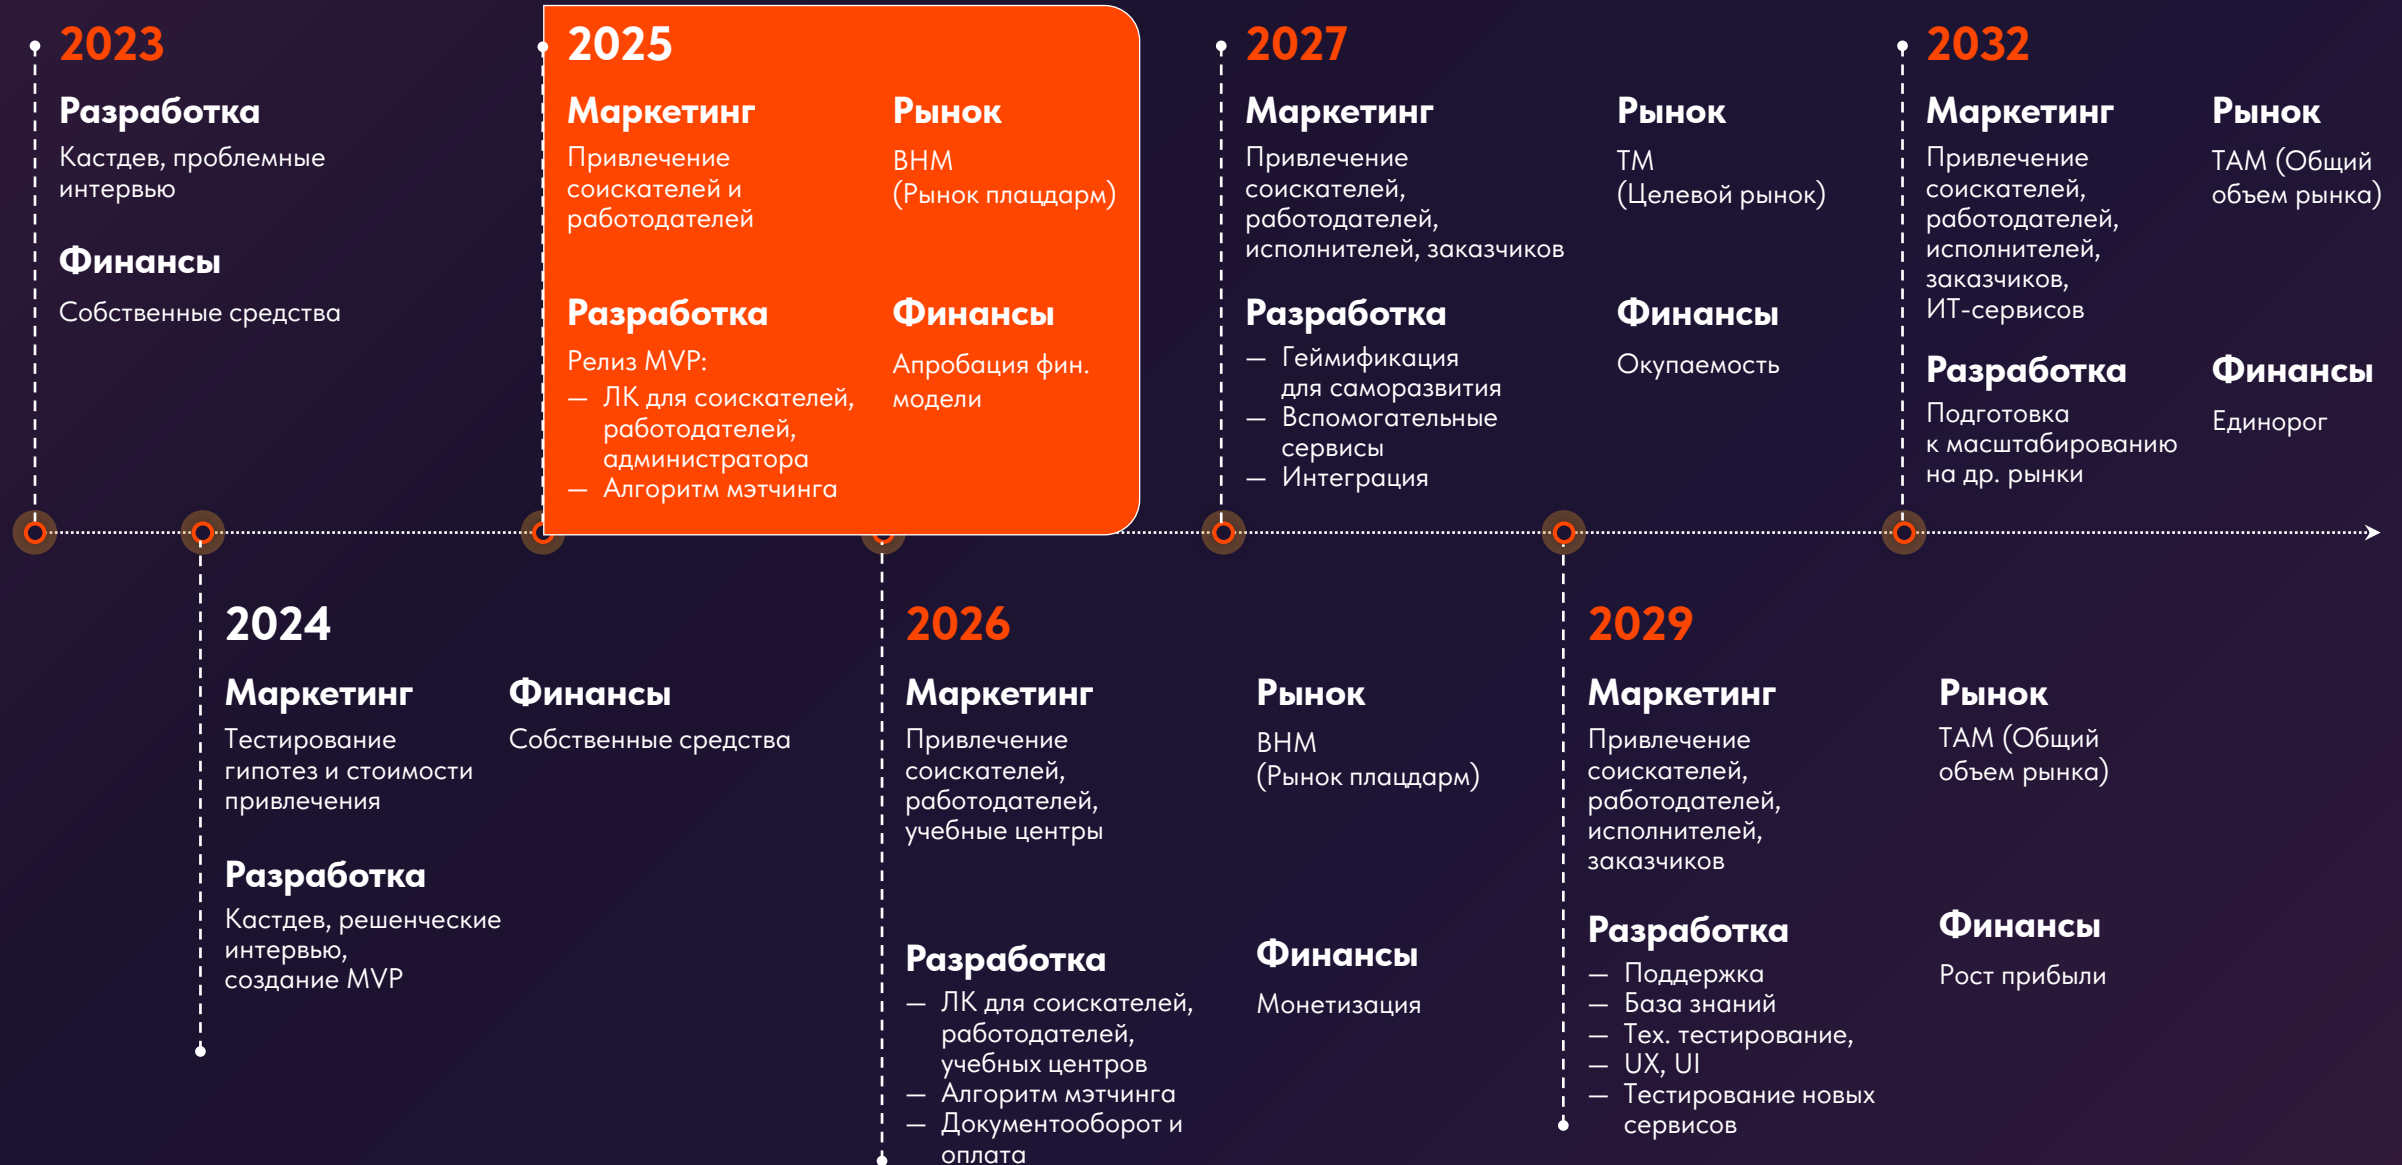 2023
Разработка
Кастдев, проблемные
интервью
Финансы
Собственные средства
2025
Маркетинг
Привлечение
соискателей и
работодателей
Рынок
BHM
(Рынок плацдарм)
Разработка
Релиз MVP:
— ЛК для соискателей,
работодателей,
администратора
— Алгоритм мэтчинга
Финансы
Апробация фин.
модели
2027
Маркетинг
Привлечение
соискателей,
работодателей,
исполнителей, заказчиков
Рынок
TM
(Целевой рынок)
Разработка
— Геймификация
для саморазвития
— Вспомогательные
сервисы
— Интеграция
Финансы
Окупаемость
2032
Маркетинг
Привлечение
соискателей,
работодателей,
исполнителей,
заказчиков,
ИТ-сервисов
Рынок
TAM (Общий
объем рынка)
Разработка
Подготовка
к масштабированию
на др. рынки
Финансы
Единорог
2024
Маркетинг
Тестирование
гипотез и стоимости
привлечения
Финансы
Собственные средства
Разработка
Кастдев, решенческие
интервью,
создание MVP
2026
Маркетинг
Привлечение
соискателей,
работодателей,
учебные центры
Рынок
BHM
(Рынок плацдарм)
Разработка
— ЛК для соискателей,
работодателей,
учебных центров
— Алгоритм мэтчинга
— Документооборот и
оплата
Финансы
Монетизация
2029
Маркетинг
Привлечение
соискателей,
работодателей,
исполнителей,
заказчиков
Рынок
TAM (Общий
объем рынка)
Разработка
— Поддержка
— База знаний
— Тех. тестирование,
— UX, UI
— Тестирование новых
сервисов
Финансы
Рост прибыли